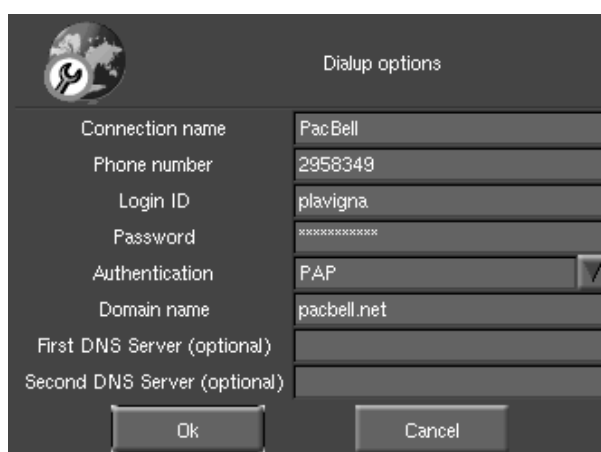 Dialup options
Connection name PacBell
Phone number 2958349
Login ID plavigna
Password ***********
Authentication PAP
Domain name pacbell.net
First DNS Server (optional)
Second DNS Server (optional)
Ok Cancel